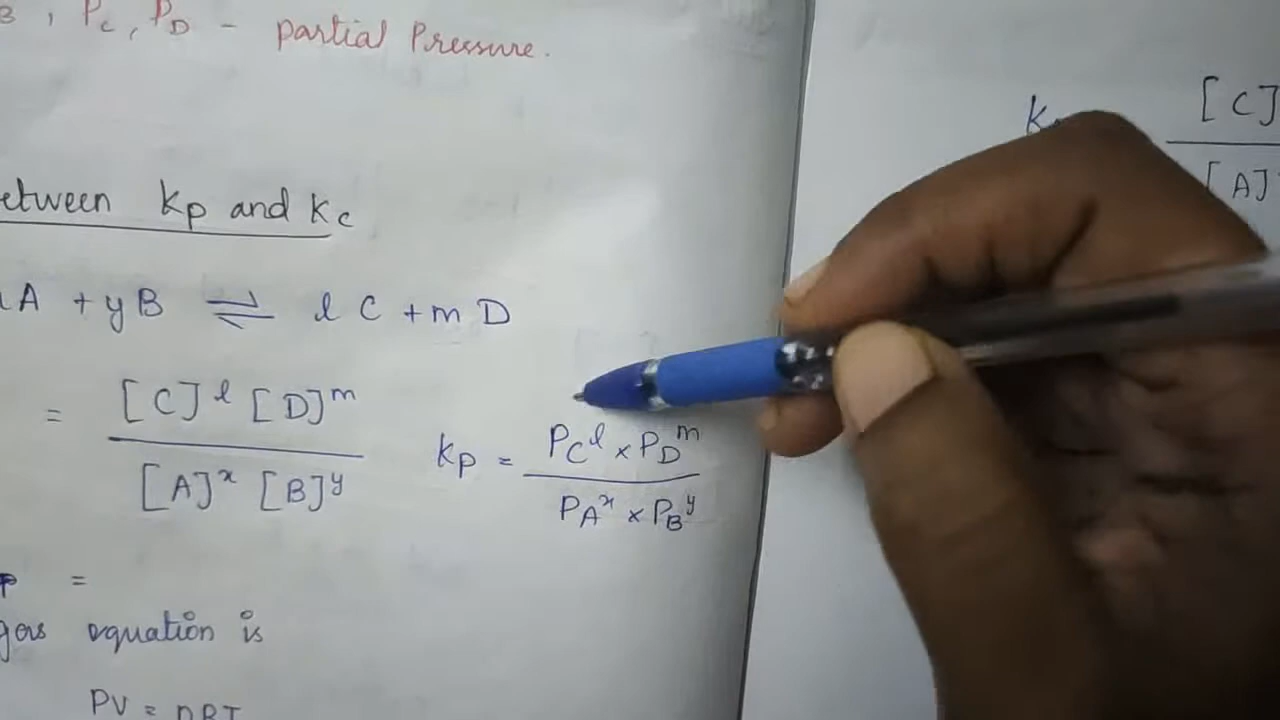 B, PC, PD - partial Pressure.
etween kp and kc
A + yB ⇌ l C + m D
= [C]^l [D]^m / [A]^x [B]^y
kp = PC^l × PD^m / PA^x × PB^y
p =
gas equation is
PV = nRT
[C]
[A]